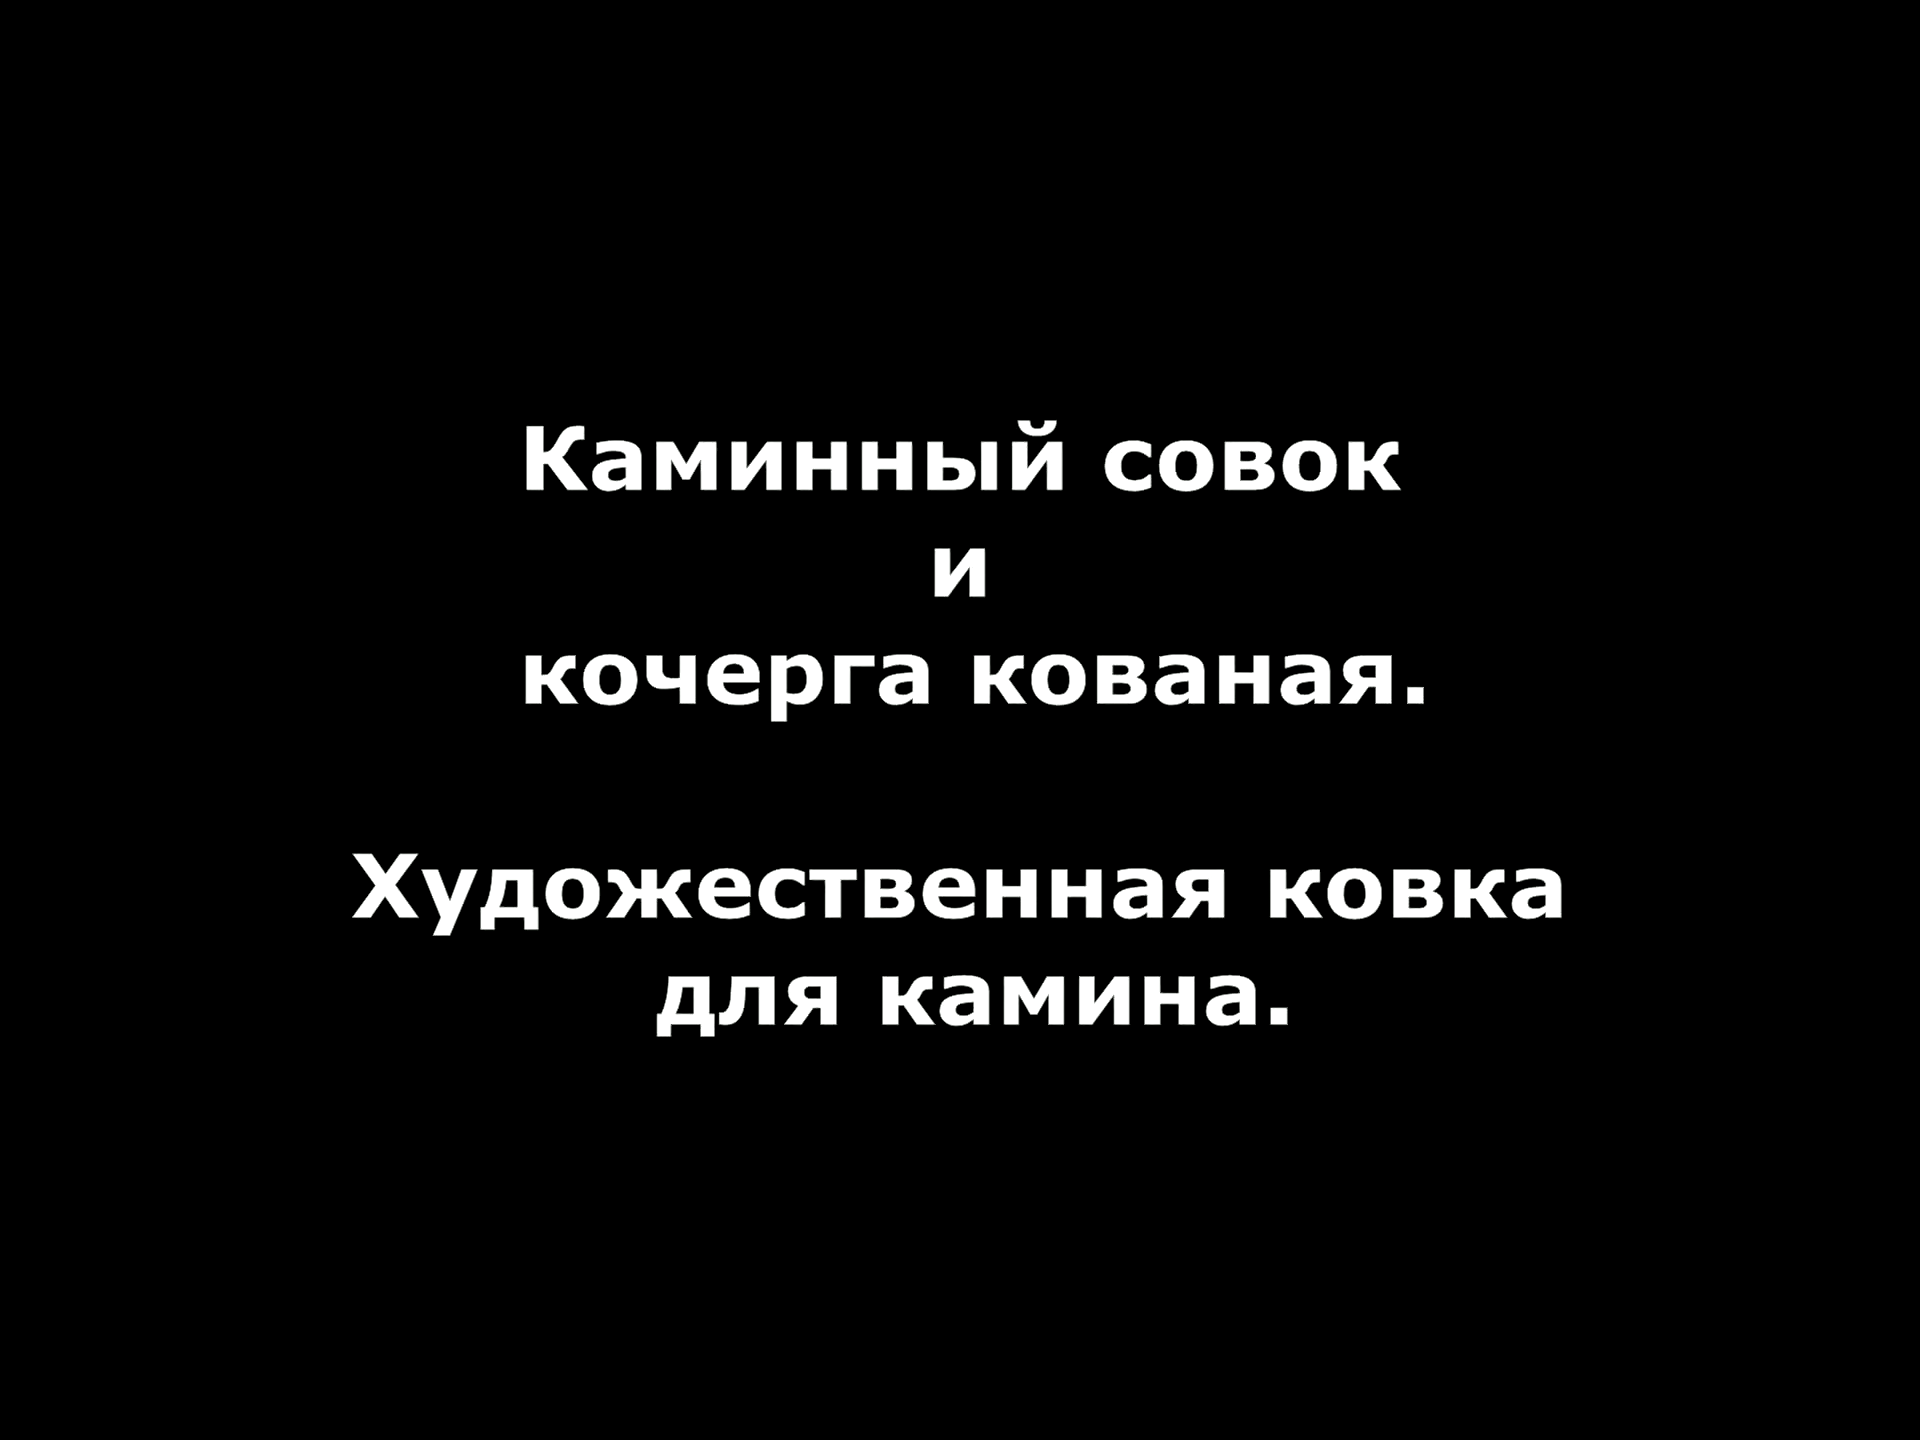 Каминный совок
и
кочерга кованая.
Художественная ковка
для камина.